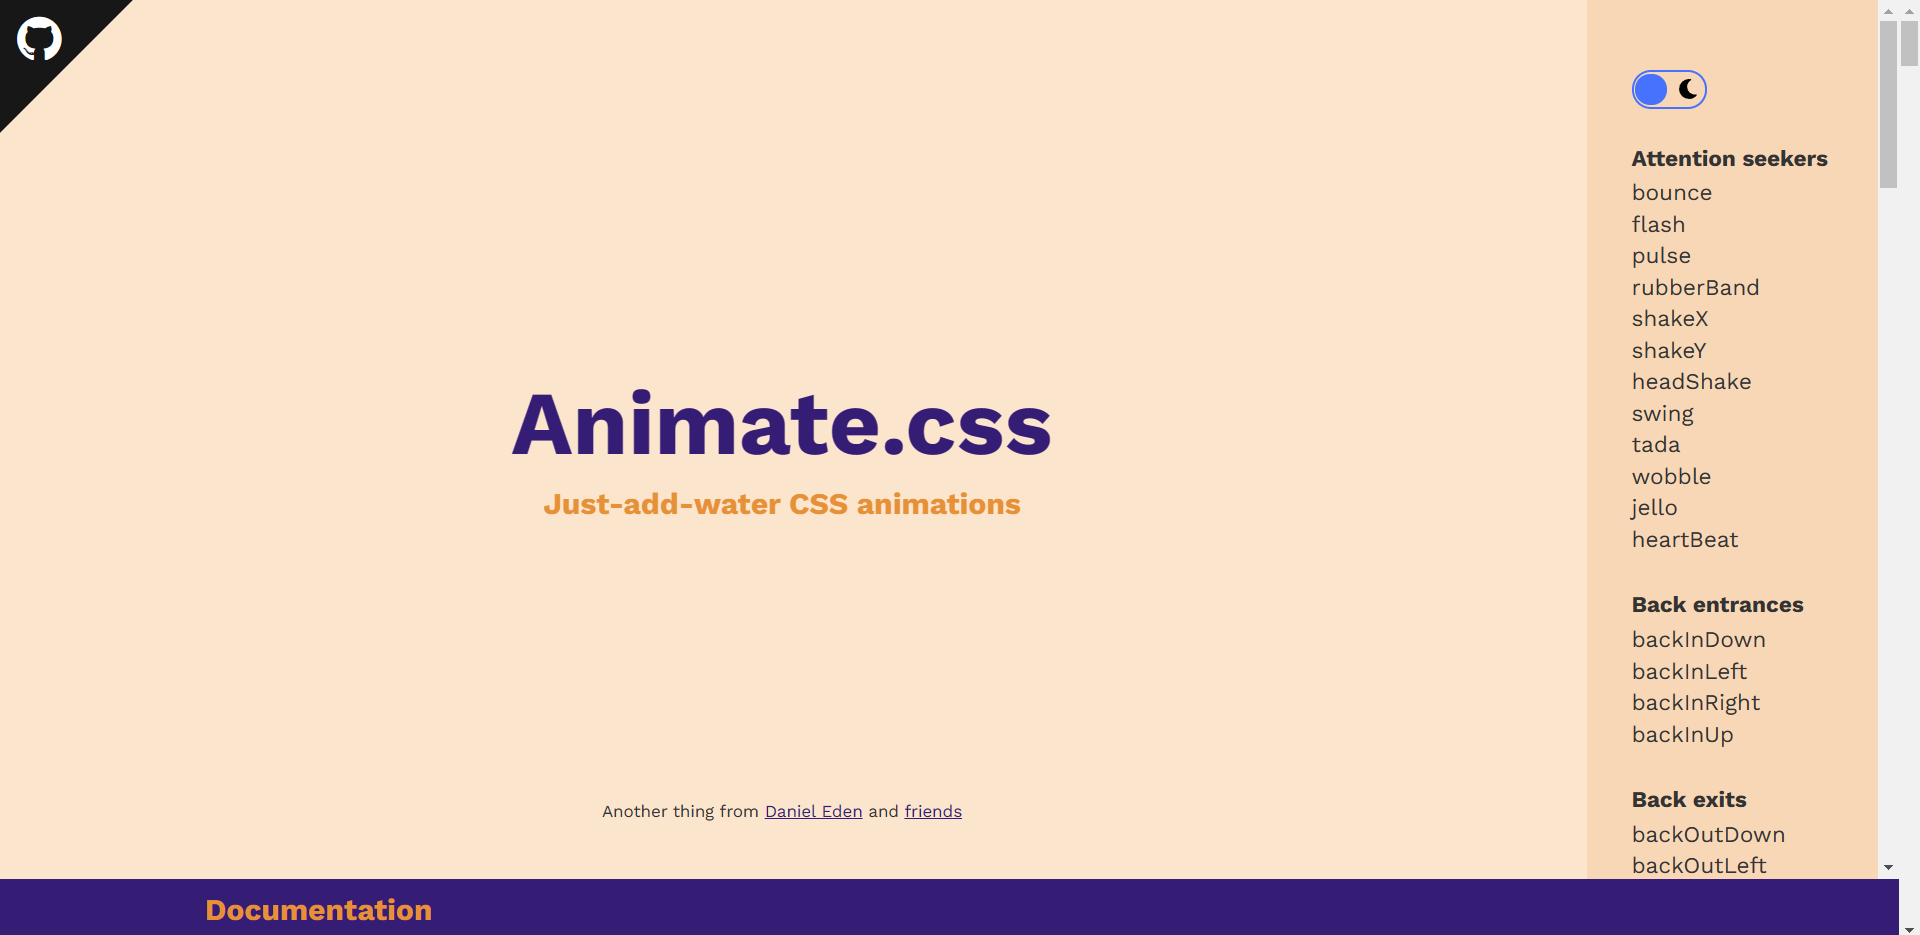 Animate.css
Just-add-water CSS animations
Another thing from Daniel Eden and friends
Attention seekers
bounce
flash
pulse
rubberBand
shakeX
shakeY
headShake
swing
tada
wobble
jello
heartBeat
Back entrances
backInDown
backInLeft
backInRight
backInUp
Back exits
backOutDown
backOutLeft
Documentation